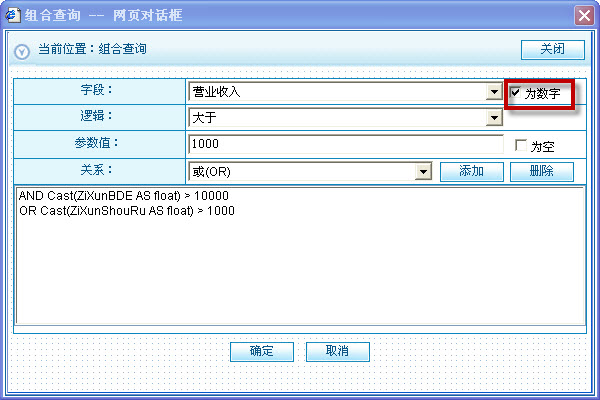 组合查询 -- 网页对话框
当前位置：组合查询
关闭
字段：
营业收入
为数字
逻辑：
大于
参数值：
1000
为空
关系：
或(OR)
添加
删除
AND Cast(ZiXunBDE AS float) > 10000
OR Cast(ZiXunShouRu AS float) > 1000
确定
取消